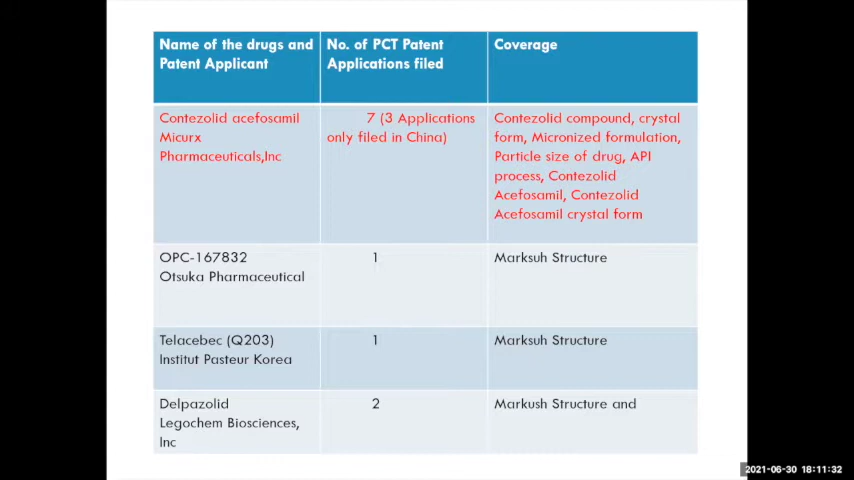 Name of the drugs and
Patent Applicant
No. of PCT Patent
Applications filed
Coverage
Contezolid acefosamil
Micurx
Pharmaceuticals,Inc
7 (3 Applications
only filed in China)
Contezolid compound, crystal
form, Micronized formulation,
Particle size of drug, API
process, Contezolid
Acefosamil, Contezolid
Acefosamil crystal form
OPC-167832
Otsuka Pharmaceutical
1
Marksuh Structure
Telacebec (Q203)
Institut Pasteur Korea
1
Marksuh Structure
Delpazolid
Legochem Biosciences,
Inc
2
Markush Structure and
2021-06-30 18:11:32